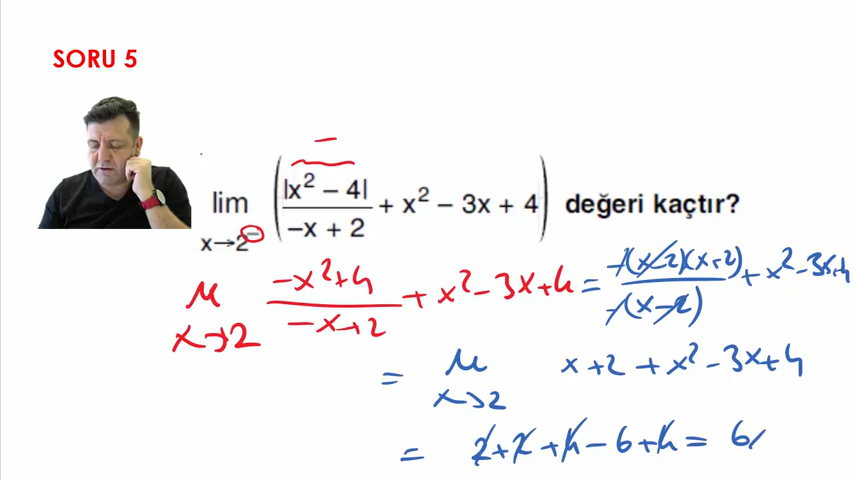 SORU 5
lim x→2⁻ ( |x² − 4| / −x + 2 + x² − 3x + 4 ) değeri kaçtır?
−
lim x→2 −x²+4 / −x+2 + x²−3x+4 = −(x−2)(x+2) / −(x−2) + x²−3x+4
= lim x→2 x+2+x²−3x+4
= 2+2+4−6+4=6